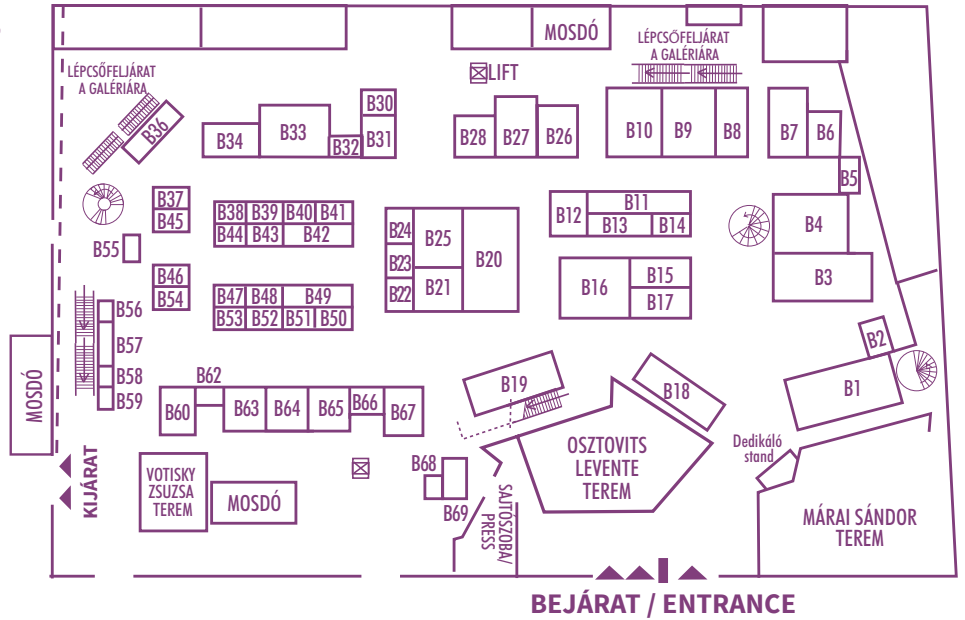 MOSDÓ
LÉPCSŐFELJÁRAT
A GALÉRIÁRA
LIFT
LÉPCSŐFELJÁRAT
A GALÉRIÁRA
B36
B34
B33
B32
B30
B31
B28
B27
B26
B10
B9
B8
B7
B6
B5
B37
B45
B38
B39
B40
B41
B44
B43
B42
B24
B23
B22
B25
B21
B20
B12
B11
B13
B14
B4
B3
B55
B46
B54
B47
B48
B49
B53
B52
B51
B50
B16
B15
B17
B2
B1
B56
B57
B58
B59
MOSDÓ
B62
B60
B63
B64
B65
B66
B67
B19
B18
OSZTOVITS
LEVENTE
TEREM
Dedikáló
stand
MÁRAI SÁNDOR
TEREM
KIJÁRAT
VOTISKY
ZSUZSA
TEREM
MOSDÓ
B68
B69
SAJTÓSZOBA/
PRESS
BEJÁRAT / ENTRANCE